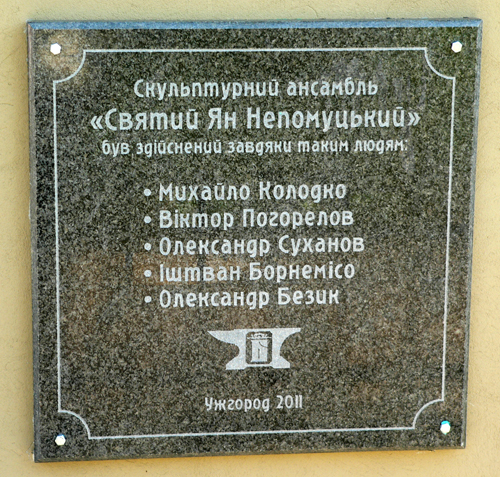 Скульптурний ансамбль
«Святий Ян Непомуцький»
був здійснений завдяки таким людям:
• Михайло Колодко
• Віктор Погорелов
• Олександр Суханов
• Іштван Борнемісо
• Олександр Безик
Б
Ужгород 2011